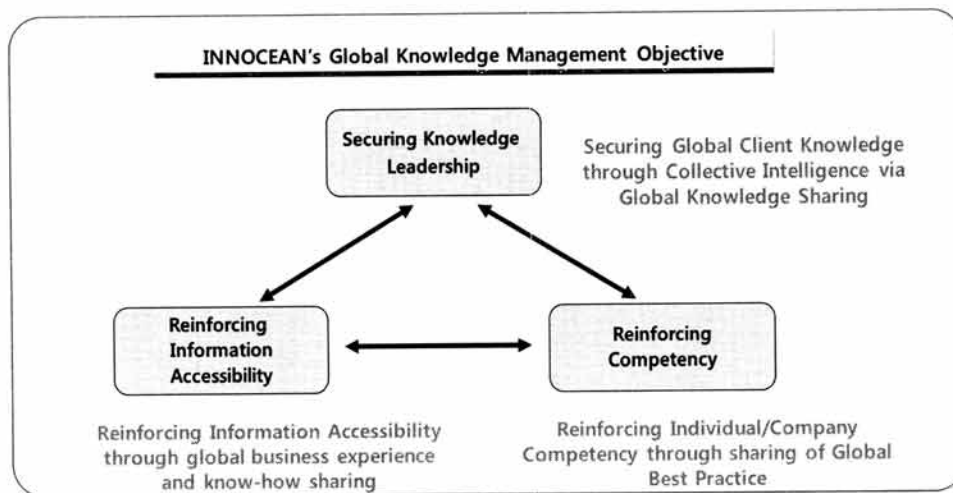 INNOCEAN's Global Knowledge Management Objective
Securing Knowledge
Leadership
Securing Global Client Knowledge
through Collective Intelligence via
Global Knowledge Sharing
Reinforcing
Information
Accessibility
Reinforcing
Competency
Reinforcing Information Accessibility
through global business experience
and know-how sharing
Reinforcing Individual/Company
Competency through sharing of Global
Best Practice